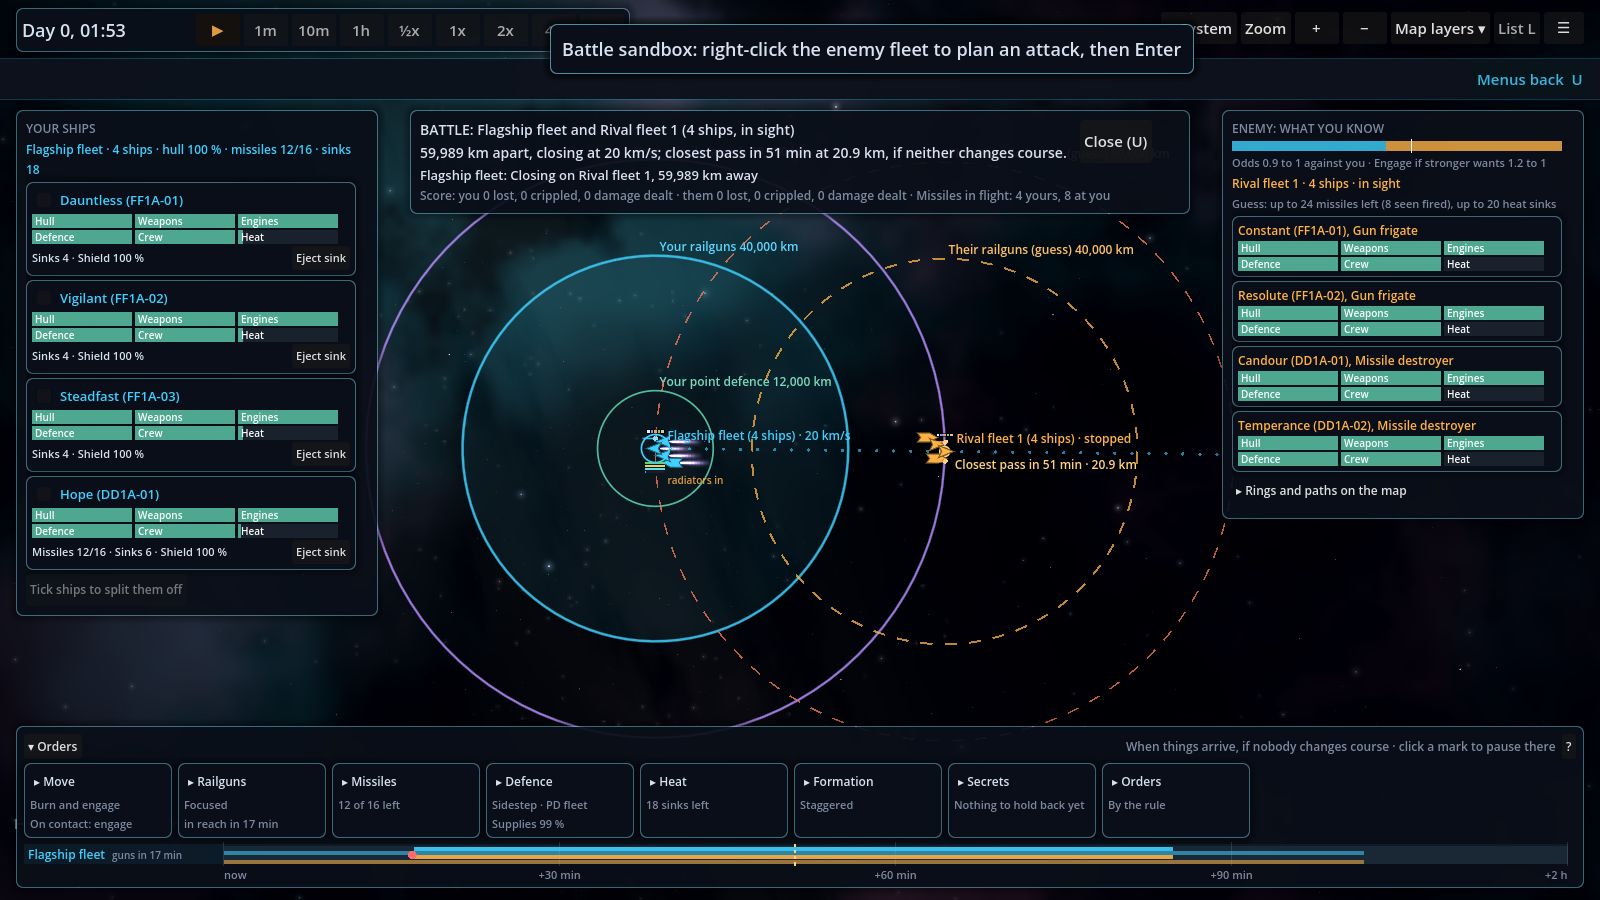 Day 0, 01:53
▶
1m
10m
1h
½x
1x
2x
Battle sandbox: right-click the enemy fleet to plan an attack, then Enter
Zoom
+
−
Map layers ▾
List L
☰
Menus back U
YOUR SHIPS
Flagship fleet · 4 ships · hull 100 % · missiles 12/16 · sinks
18
Dauntless (FF1A-01)
Hull Weapons Engines
Defence Crew Heat
Sinks 4 · Shield 100 %
Eject sink
Vigilant (FF1A-02)
Hull Weapons Engines
Defence Crew Heat
Sinks 4 · Shield 100 %
Eject sink
Steadfast (FF1A-03)
Hull Weapons Engines
Defence Crew Heat
Sinks 4 · Shield 100 %
Eject sink
Hope (DD1A-01)
Hull Weapons Engines
Defence Crew Heat
Missiles 12/16 · Sinks 6 · Shield 100 %
Eject sink
Tick ships to split them off
BATTLE: Flagship fleet and Rival fleet 1 (4 ships, in sight)
59,989 km apart, closing at 20 km/s; closest pass in 51 min at 20.9 km, if neither changes course.
Flagship fleet: Closing on Rival fleet 1, 59,989 km away
Score: you 0 lost, 0 crippled, 0 damage dealt · them 0 lost, 0 crippled, 0 damage dealt · Missiles in flight: 4 yours, 8 at you
Close (U)
Your railguns 40,000 km
Their railguns (guess) 40,000 km
Your point defence 12,000 km
Flagship fleet (4 ships) · 20 km/s
radiators in
Rival fleet 1 (4 ships) · stopped
Closest pass in 51 min · 20.9 km
ENEMY: WHAT YOU KNOW
Odds 0.9 to 1 against you · Engage if stronger wants 1.2 to 1
Rival fleet 1 · 4 ships · in sight
Guess: up to 24 missiles left (8 seen fired), up to 20 heat sinks
Constant (FF1A-01), Gun frigate
Hull Weapons Engines
Defence Crew Heat
Resolute (FF1A-02), Gun frigate
Hull Weapons Engines
Defence Crew Heat
Candour (DD1A-01), Missile destroyer
Hull Weapons Engines
Defence Crew Heat
Temperance (DD1A-02), Missile destroyer
Hull Weapons Engines
Defence Crew Heat
▸ Rings and paths on the map
▾ Orders
When things arrive, if nobody changes course · click a mark to pause there ?
▸ Move
Burn and engage
On contact: engage
▸ Railguns
Focused
in reach in 17 min
▸ Missiles
12 of 16 left
▸ Defence
Sidestep · PD fleet
Supplies 99 %
▸ Heat
18 sinks left
▸ Formation
Staggered
▸ Secrets
Nothing to hold back yet
▸ Orders
By the rule
Flagship fleet guns in 17 min
now
+30 min
+60 min
+90 min
+2 h